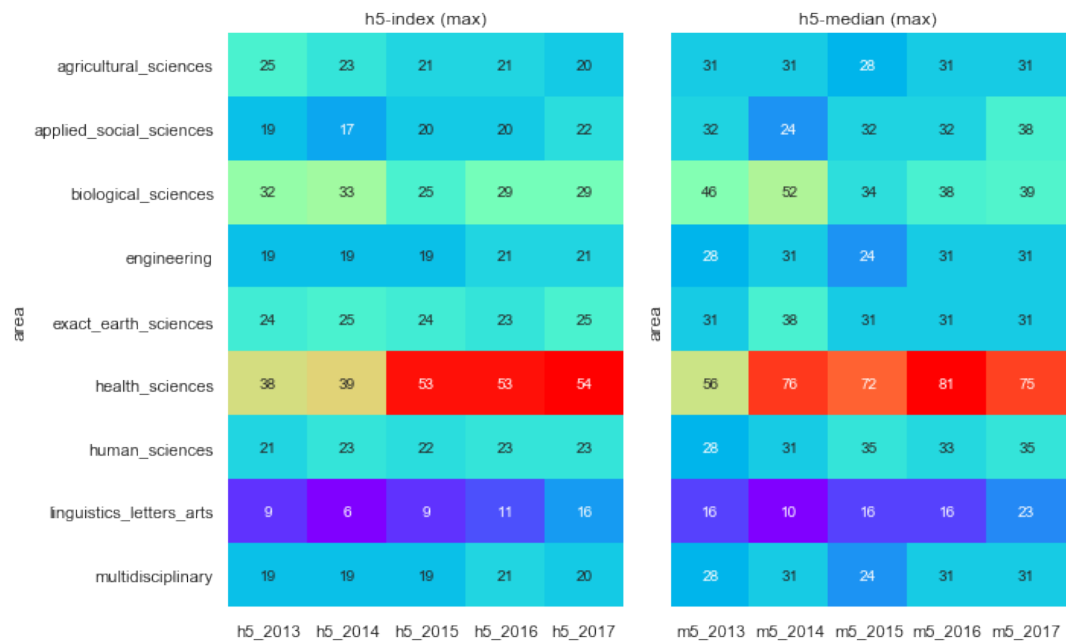 h5-index (max) h5-median (max)
agricultural_sciences 25 23 21 21 20 31 31 28 31 31
applied_social_sciences 19 17 20 20 22 32 24 32 32 38
biological_sciences 32 33 25 29 29 46 52 34 38 39
engineering 19 19 19 21 21 28 31 24 31 31
area area
exact_earth_sciences 24 25 24 23 25 31 38 31 31 31
health_sciences 38 39 53 53 54 56 76 72 81 75
human_sciences 21 23 22 23 23 28 31 35 33 35
linguistics_letters_arts 9 6 9 11 16 16 10 16 16 23
multidisciplinary 19 19 19 21 20 28 31 24 31 31
h5_2013 h5_2014 h5_2015 h5_2016 h5_2017 m5_2013 m5_2014 m5_2015 m5_2016 m5_2017